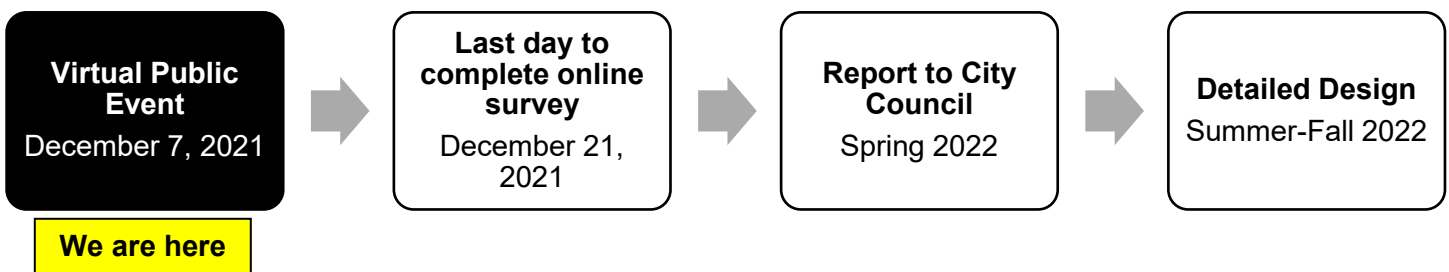 Virtual Public
Event
December 7, 2021
We are here
Last day to
complete online
survey
December 21,
2021
Report to City
Council
Spring 2022
Detailed Design
Summer-Fall 2022